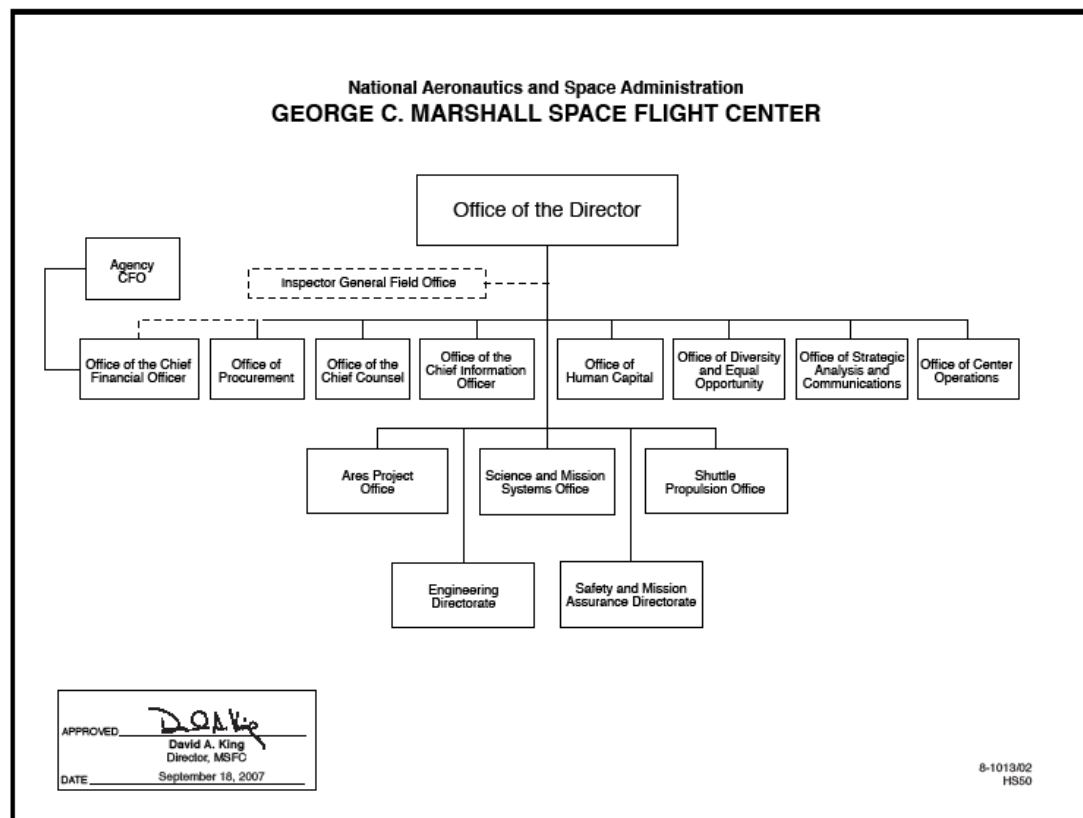 National Aeronautics and Space Administration
GEORGE C. MARSHALL SPACE FLIGHT CENTER
Office of the Director
Agency
CFO
Inspector General Field Office
Office of the Chief
Financial Officer
Office of
Procurement
Office of the
Chief Counsel
Office of the
Chief Information
Officer
Office of
Human Capital
Office of Diversity
and Equal
Opportunity
Office of Strategic
Analysis and
Communications
Office of Center
Operations
Ares Project
Office
Science and Mission
Systems Office
Shuttle
Propulsion Office
Engineering
Directorate
Safety and Mission
Assurance Directorate
APPROVED David A. King
David A. King
Director, MSFC
DATE September 18, 2007
8-1013/02
HS50